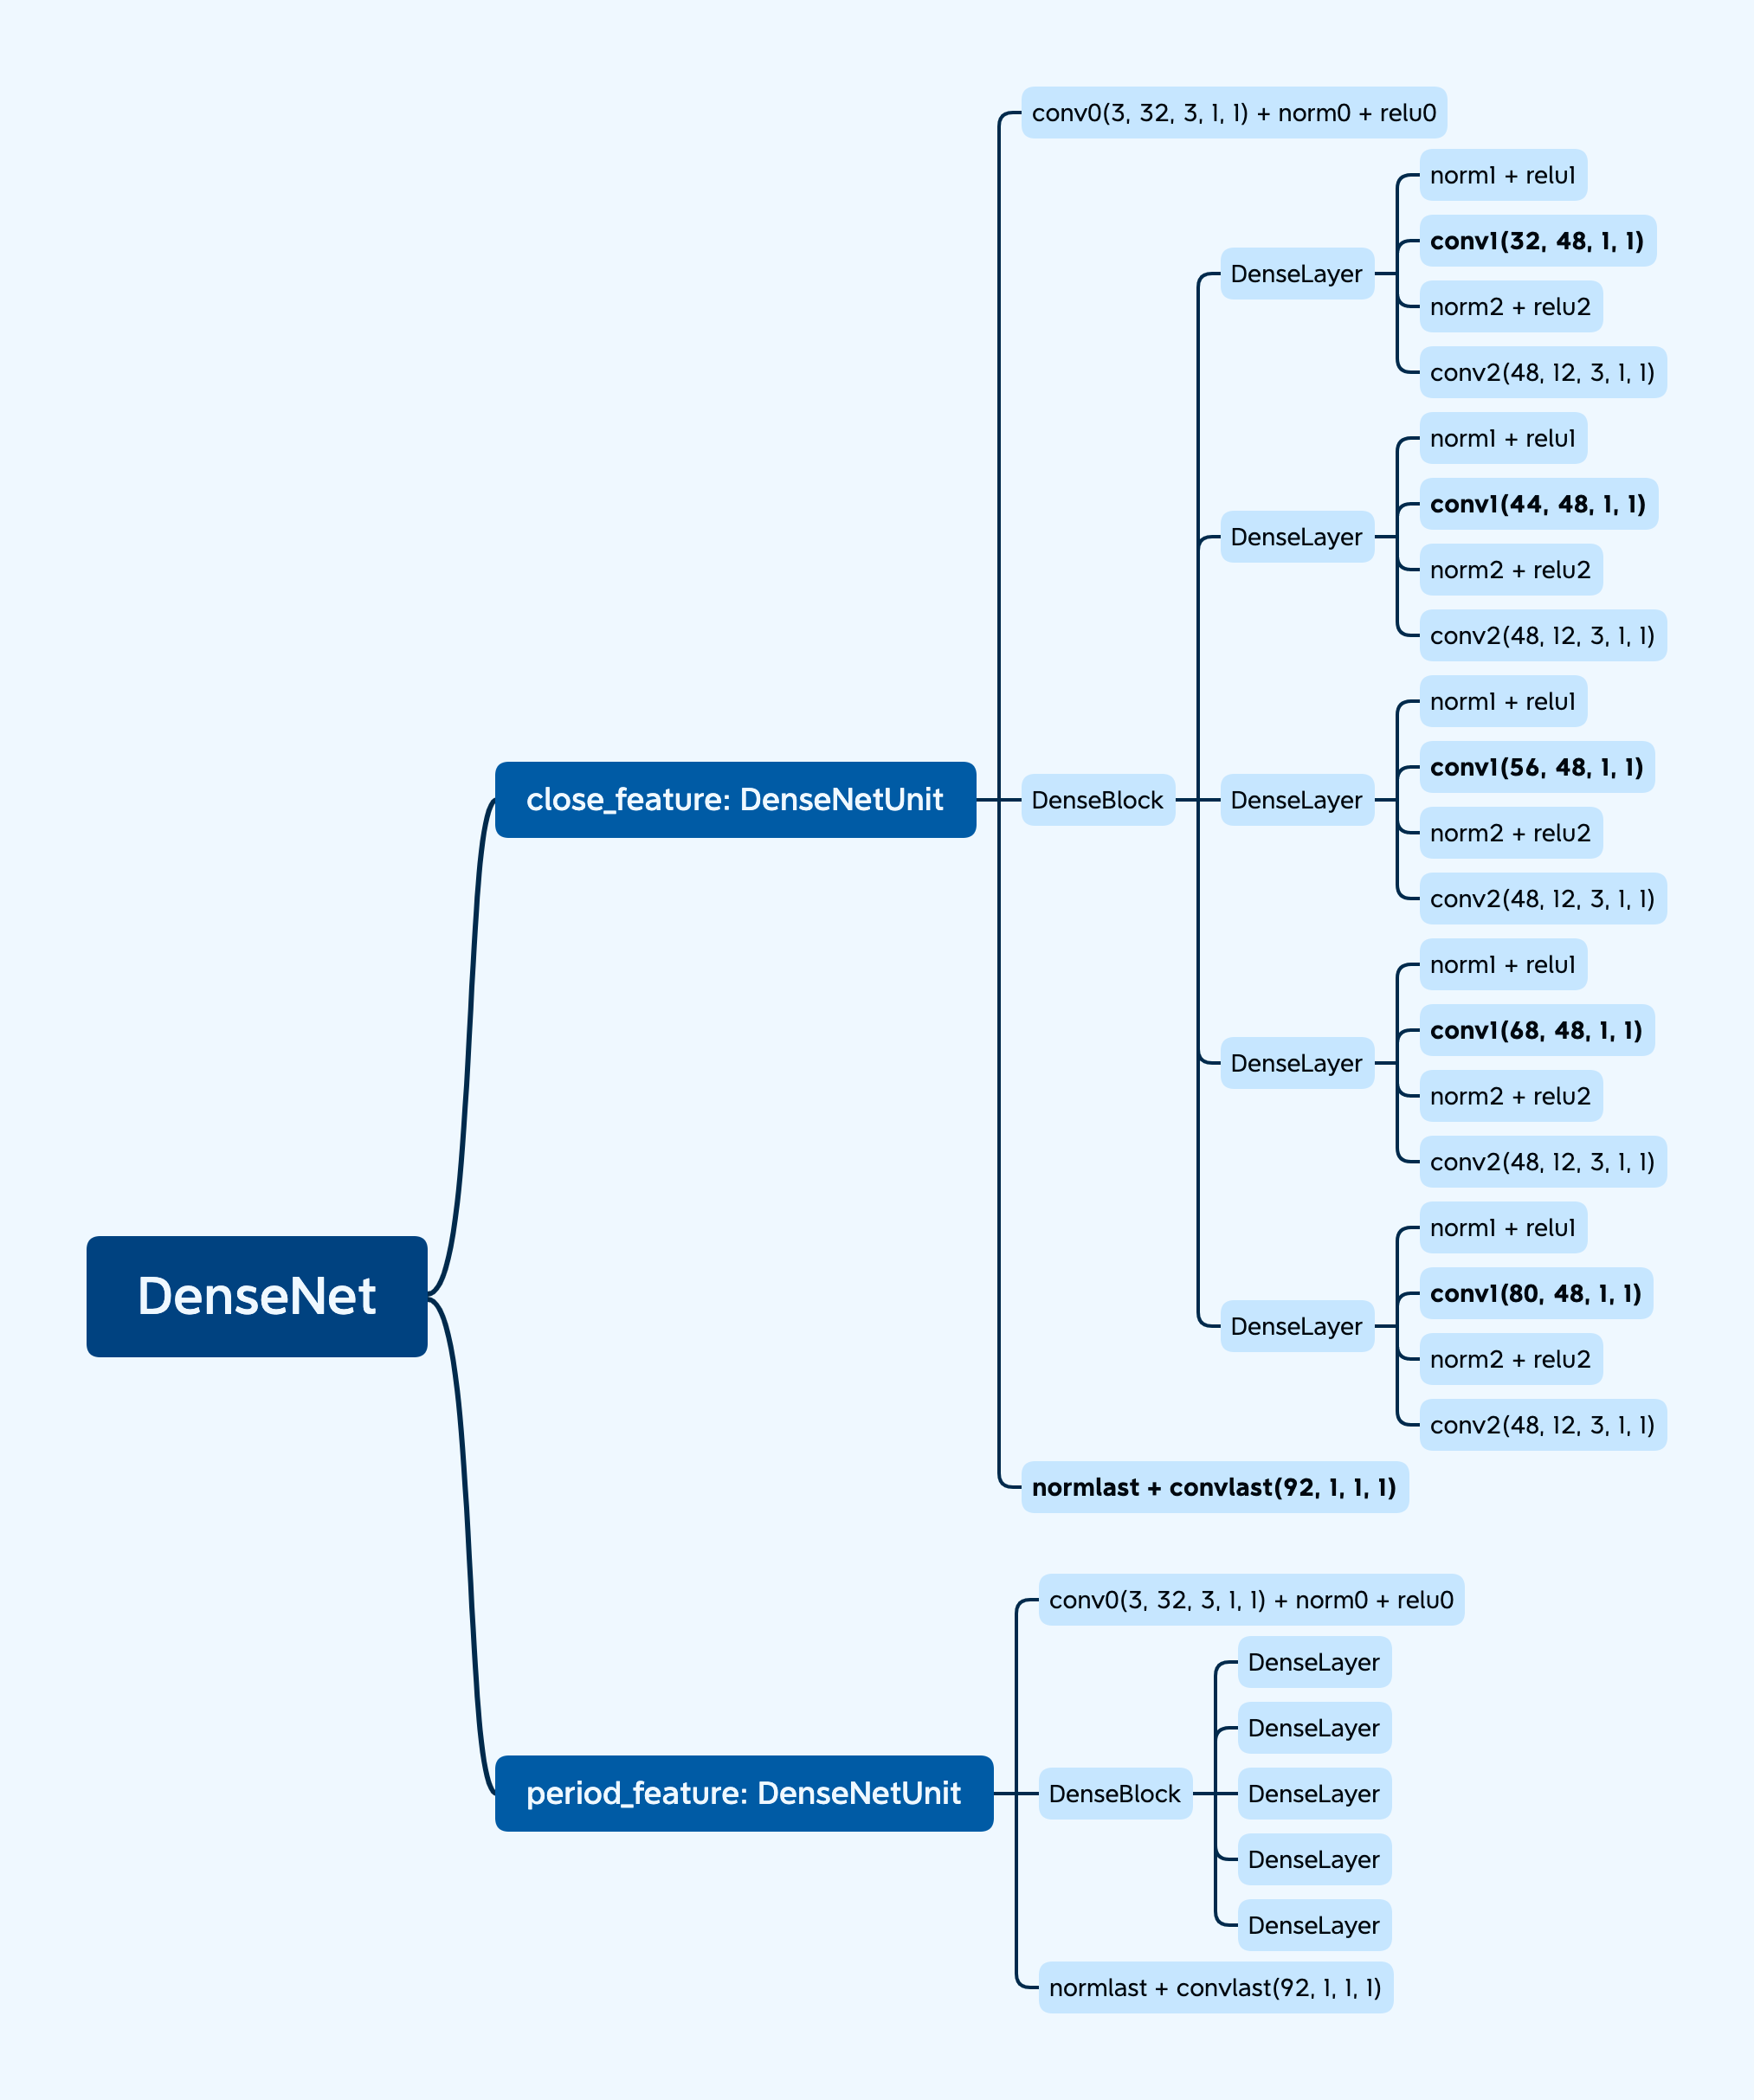 DenseNet
close_feature: DenseNetUnit
conv0(3, 32, 3, 1, 1) + norm0 + relu0
DenseBlock
DenseLayer
norm1 + relu1
conv1(32, 48, 1, 1)
norm2 + relu2
conv2(48, 12, 3, 1, 1)
DenseLayer
norm1 + relu1
conv1(44, 48, 1, 1)
norm2 + relu2
conv2(48, 12, 3, 1, 1)
DenseLayer
norm1 + relu1
conv1(56, 48, 1, 1)
norm2 + relu2
conv2(48, 12, 3, 1, 1)
DenseLayer
norm1 + relu1
conv1(68, 48, 1, 1)
norm2 + relu2
conv2(48, 12, 3, 1, 1)
DenseLayer
norm1 + relu1
conv1(80, 48, 1, 1)
norm2 + relu2
conv2(48, 12, 3, 1, 1)
normlast + convlast(92, 1, 1, 1)
period_feature: DenseNetUnit
conv0(3, 32, 3, 1, 1) + norm0 + relu0
DenseBlock
DenseLayer
DenseLayer
DenseLayer
DenseLayer
DenseLayer
normlast + convlast(92, 1, 1, 1)